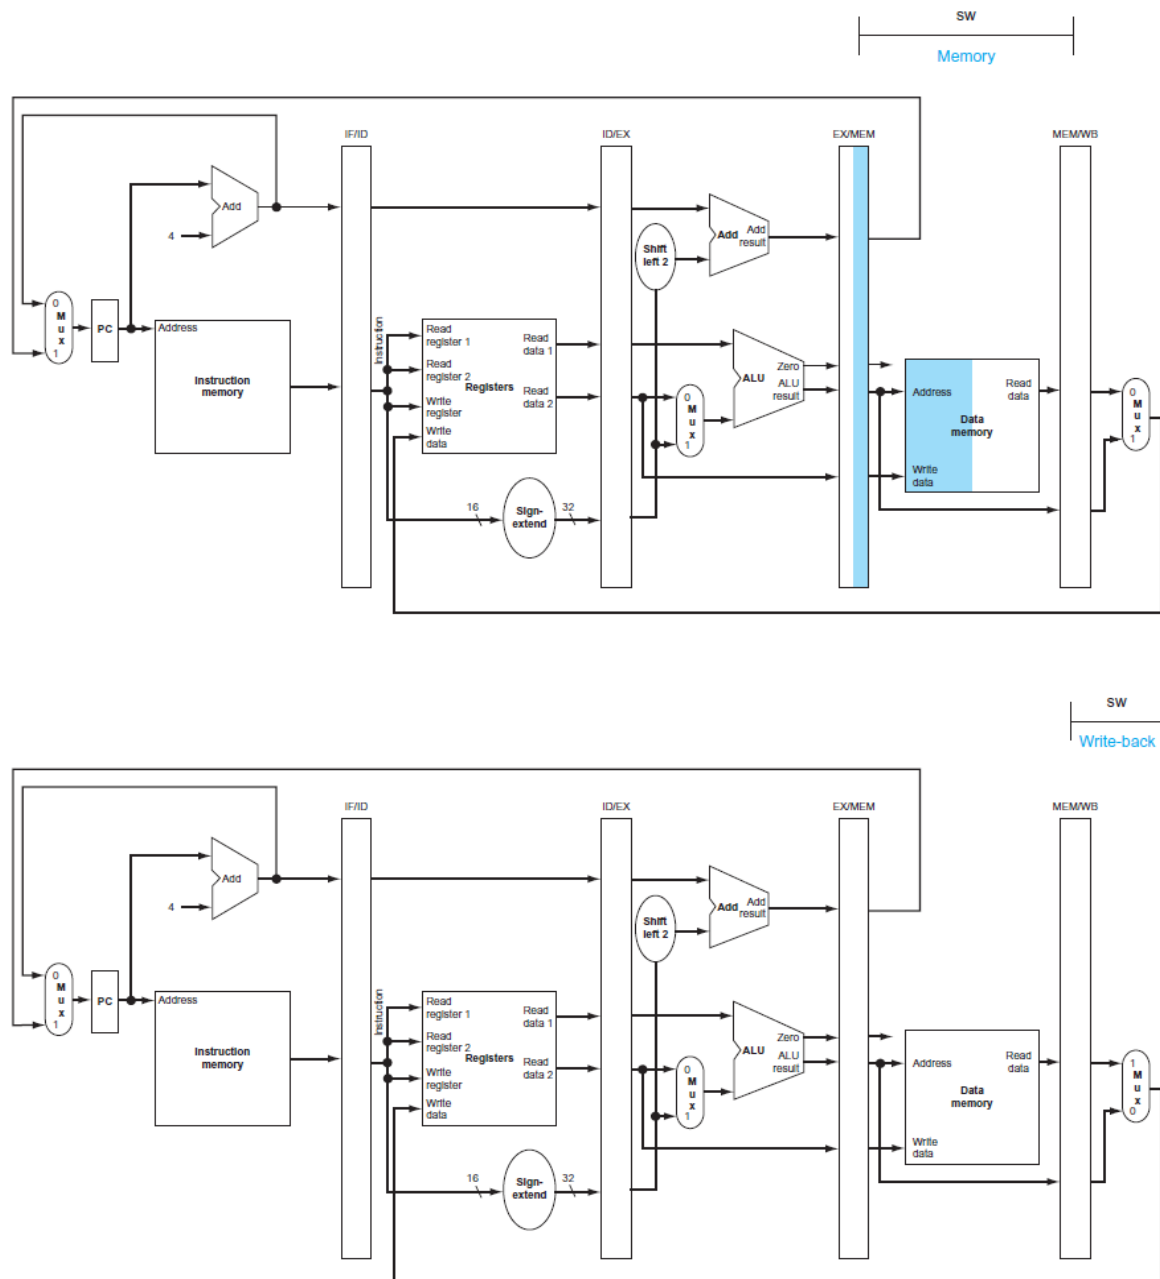 SW
Memory
IF/ID
ID/EX
EX/MEM
MEM/WB
Add
4
Shift
left 2
Add
Add
result
0
M
u
x
1
PC
Address
Instruction
memory
Instruction
Read
register 1
Read
register 2
Write
register
Write
data
Registers
Read
data 1
Read
data 2
16
Sign-
extend
32
0
M
u
x
1
ALU
Zero
ALU
result
Address
Read
data
Data
memory
Write
data
0
M
u
x
1
SW
Write-back
IF/ID
ID/EX
EX/MEM
MEM/WB
Add
4
Shift
left 2
Add
Add
result
0
M
u
x
1
PC
Address
Instruction
memory
Instruction
Read
register 1
Read
register 2
Write
register
Write
data
Registers
Read
data 1
Read
data 2
16
Sign-
extend
32
0
M
u
x
1
ALU
Zero
ALU
result
Address
Read
data
Data
memory
Write
data
1
M
u
x
0